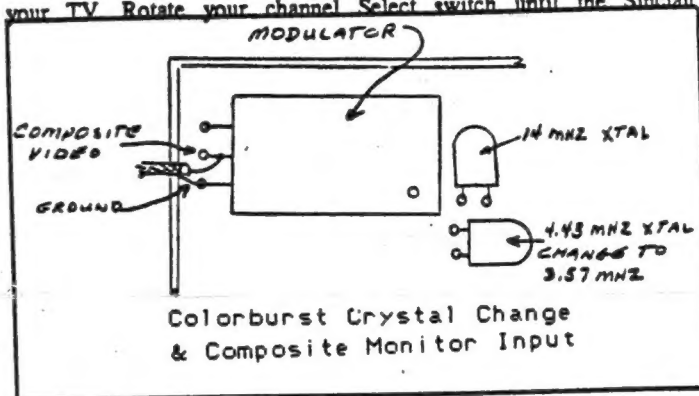 your TV. Rotate your channel Select switch until the Sinclair
MODULATOR
COMPOSITE
VIDEO
GROUND
14 MHZ XTAL
4.43 MHZ XTAL
CHANGE TO
3.57 MHZ
Colorburst Crystal Change
& Composite Monitor Input